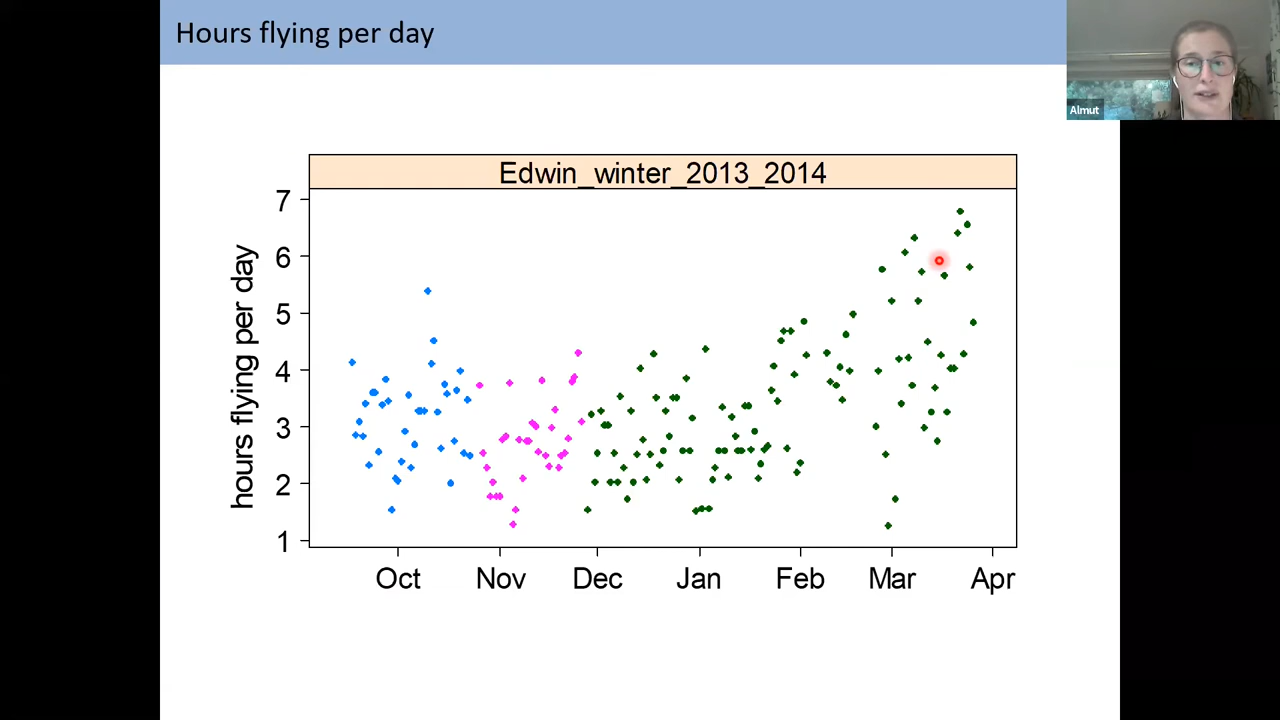 Hours flying per day
Almut
Edwin_winter_2013_2014
hours flying per day
7
6
5
4
3
2
1
Oct Nov Dec Jan Feb Mar Apr